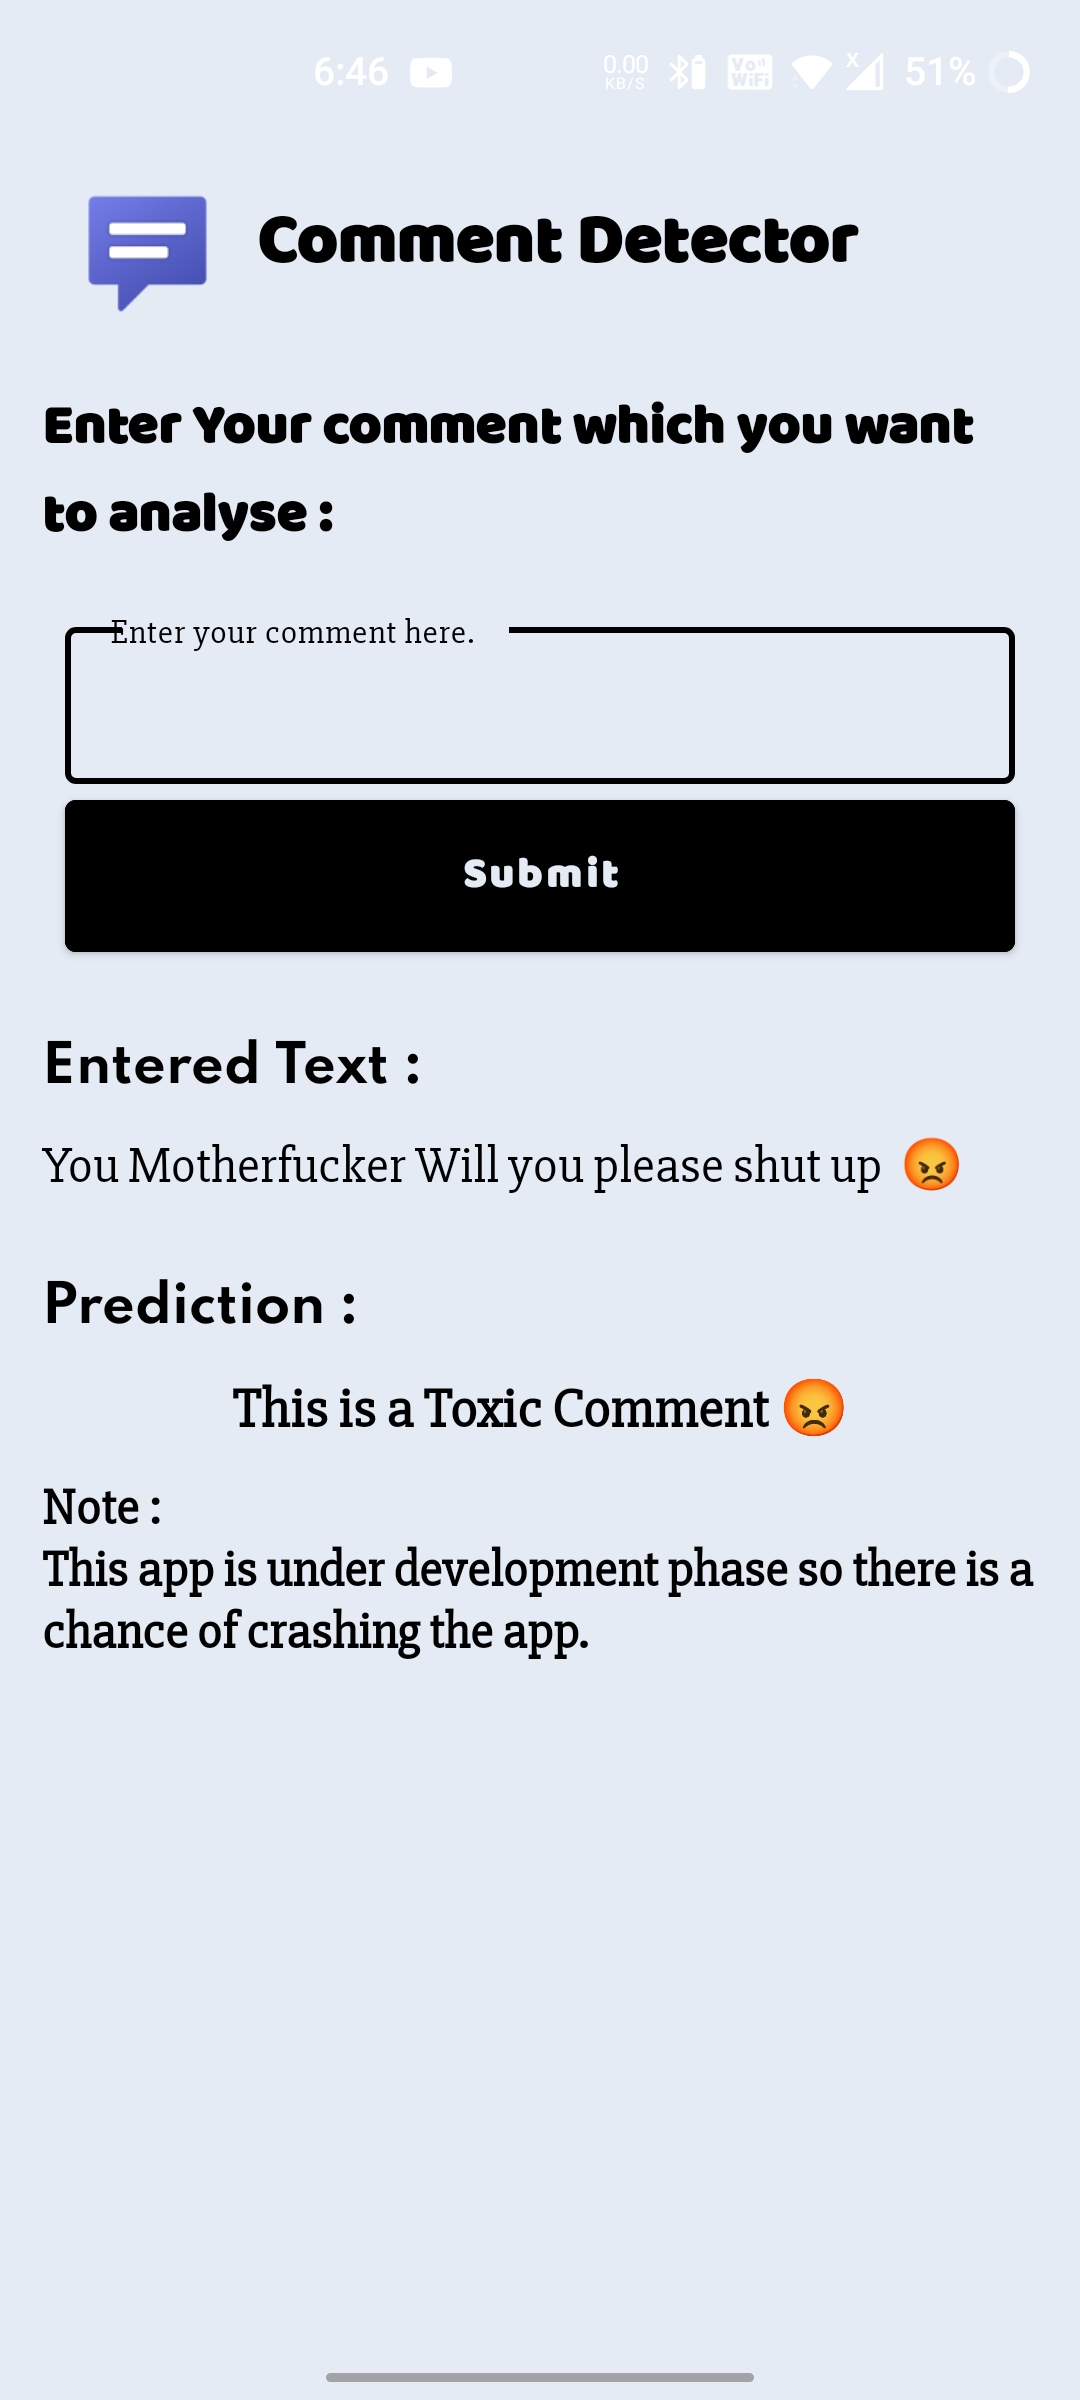 6:46 0.00 KB/S Vo WiFi X 51%
Comment Detector
Enter Your comment which you want
to analyse :
Enter your comment here.
Submit
Entered Text :
You Motherfucker Will you please shut up 😡
Prediction :
This is a Toxic Comment 😡
Note :
This app is under development phase so there is a
chance of crashing the app.